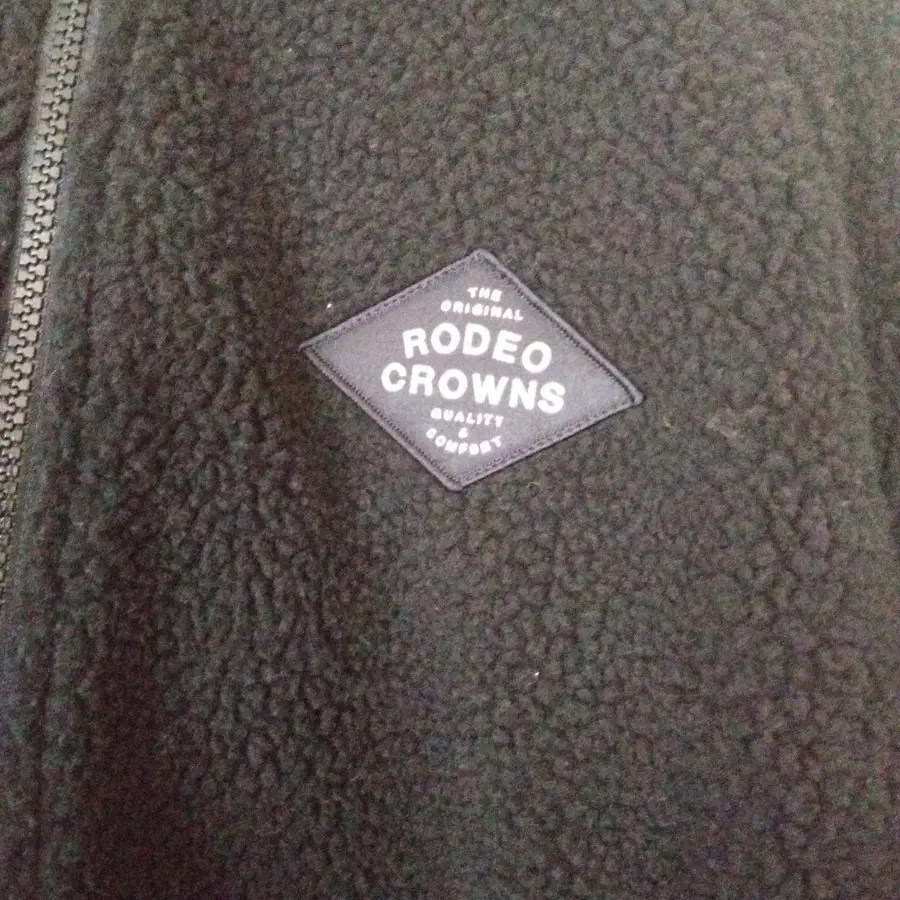 THE
ORIGINAL
RODEO
CROWNS
QUALITY
&
COMFORT